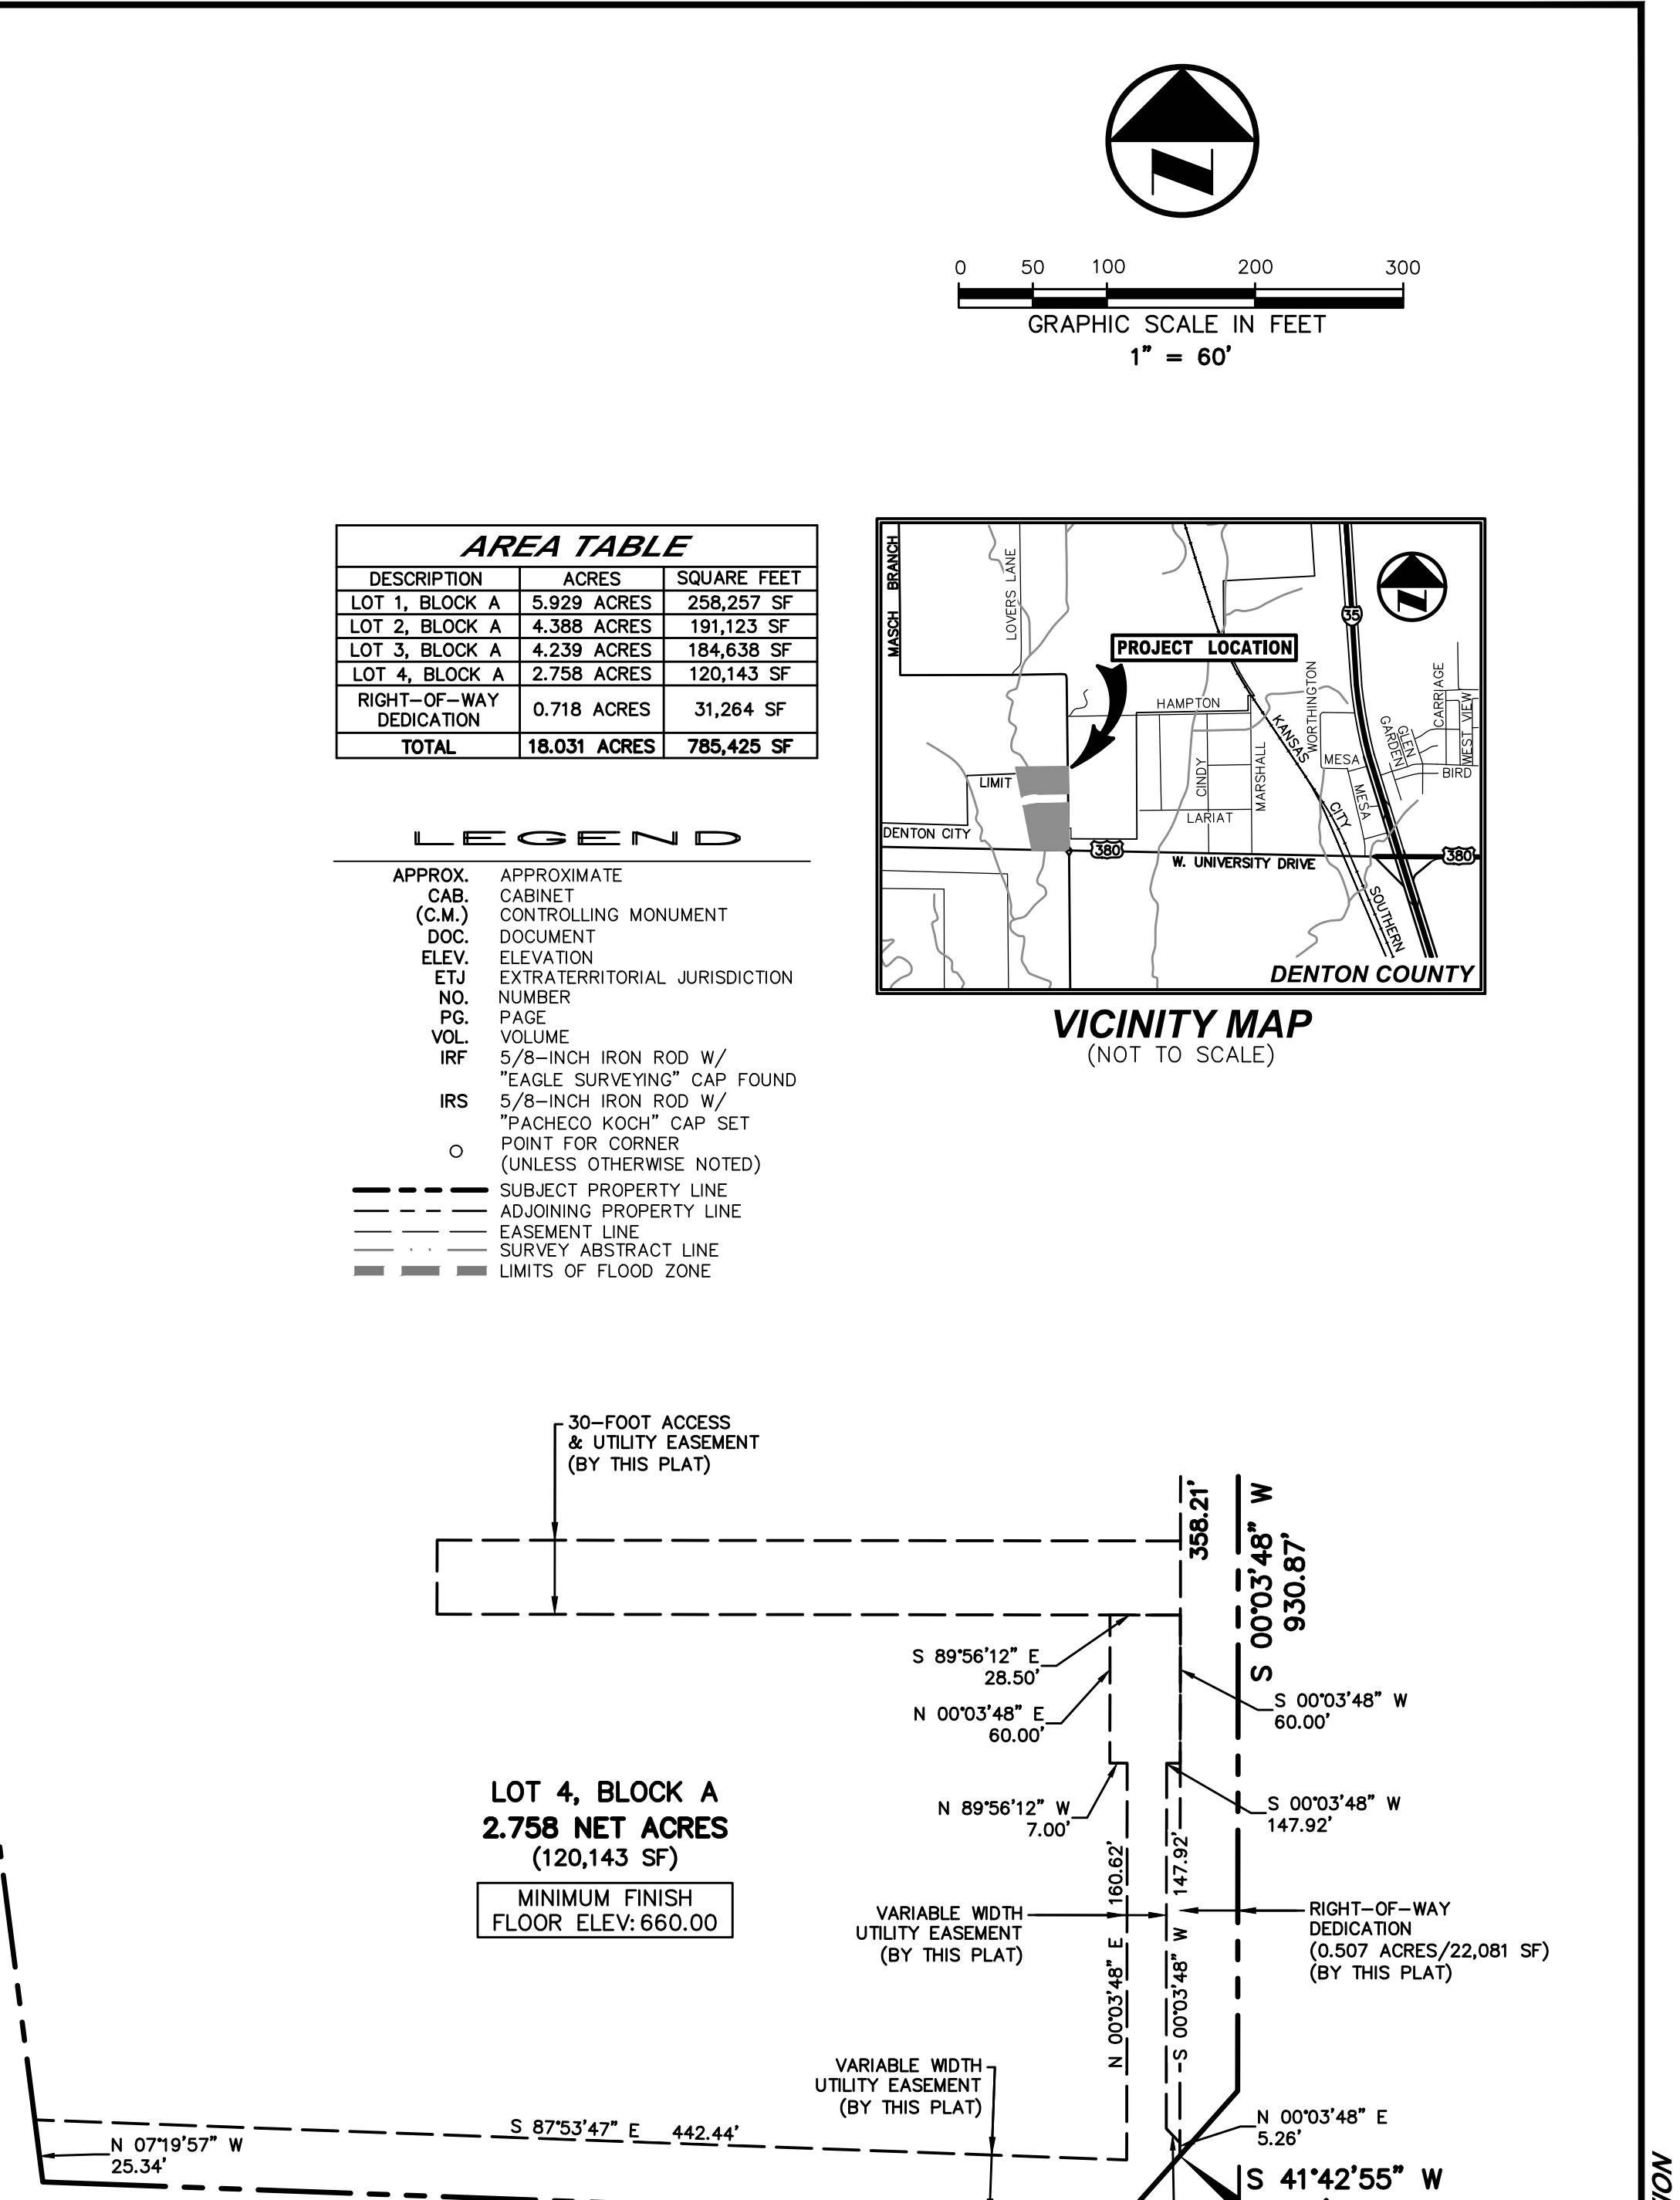 0 50 100 200 300
GRAPHIC SCALE IN FEET
1" = 60'
AREA TABLE
DESCRIPTION ACRES SQUARE FEET
LOT 1, BLOCK A 5.929 ACRES 258,257 SF
LOT 2, BLOCK A 4.388 ACRES 191,123 SF
LOT 3, BLOCK A 4.239 ACRES 184,638 SF
LOT 4, BLOCK A 2.758 ACRES 120,143 SF
RIGHT-OF-WAY
DEDICATION 0.718 ACRES 31,264 SF
TOTAL 18.031 ACRES 785,425 SF
MASCH BRANCH
LOVERS LANE
35
PROJECT LOCATION
HAMPTON
WORTHINGTON
CARRIAGE
WEST VIEW
GLEN
GARDEN
KANSAS
CITY
SOUTHERN
MESA
MESA
BIRD
CINDY
MARSHALL
LIMIT
LARIAT
DENTON CITY
380
W. UNIVERSITY DRIVE
380
DENTON COUNTY
VICINITY MAP
(NOT TO SCALE)
LEGEND
APPROX. APPROXIMATE
CAB. CABINET
(C.M.) CONTROLLING MONUMENT
DOC. DOCUMENT
ELEV. ELEVATION
ETJ EXTRATERRITORIAL JURISDICTION
NO. NUMBER
PG. PAGE
VOL. VOLUME
IRF 5/8-INCH IRON ROD W/
"EAGLE SURVEYING" CAP FOUND
IRS 5/8-INCH IRON ROD W/
"PACHECO KOCH" CAP SET
POINT FOR CORNER
(UNLESS OTHERWISE NOTED)
SUBJECT PROPERTY LINE
ADJOINING PROPERTY LINE
EASEMENT LINE
SURVEY ABSTRACT LINE
LIMITS OF FLOOD ZONE
30-FOOT ACCESS
& UTILITY EASEMENT
(BY THIS PLAT)
358.21'
S 00°03'48" W
930.87'
S 89°56'12" E
28.50'
N 00°03'48" E
60.00'
S 00°03'48" W
60.00'
LOT 4, BLOCK A
2.758 NET ACRES
(120,143 SF)
MINIMUM FINISH
FLOOR ELEV: 660.00
N 89°56'12" W
7.00'
S 00°03'48" W
147.92'
N 00°03'48" E 160.62'
S 00°03'48" W 147.92'
VARIABLE WIDTH
UTILITY EASEMENT
(BY THIS PLAT)
RIGHT-OF-WAY
DEDICATION
(0.507 ACRES/22,081 SF)
(BY THIS PLAT)
VARIABLE WIDTH
UTILITY EASEMENT
(BY THIS PLAT)
S 87°53'47" E 442.44'
N 07°19'57" W
25.34'
N 00°03'48" E
5.26'
S 41°42'55" W